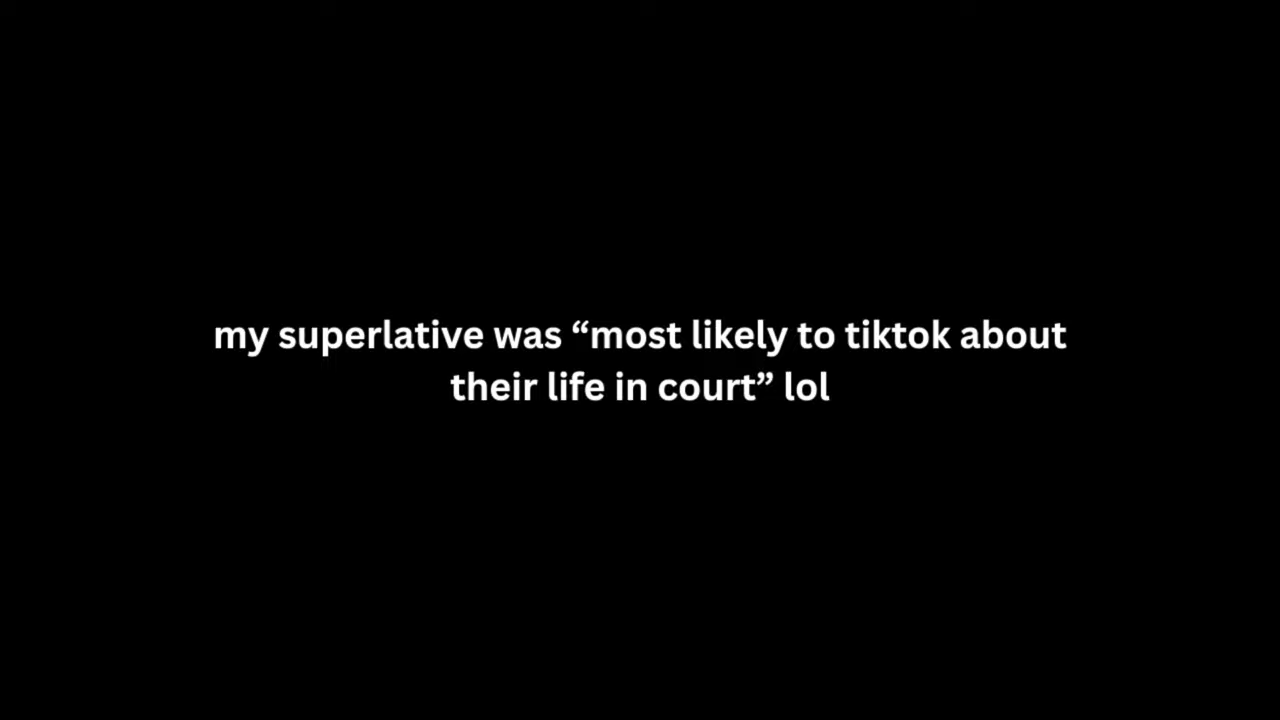 my superlative was “most likely to tiktok about
their life in court” lol